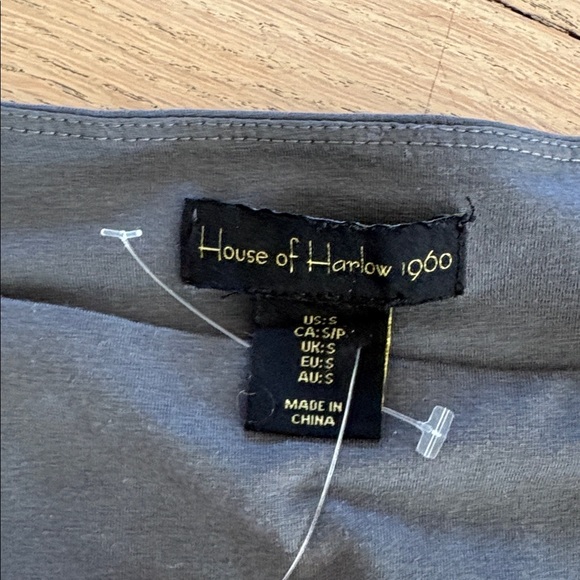 House of Harlow 1960
US:S
CA:S/P
UK:S
EU:S
AU:S
MADE IN
CHINA